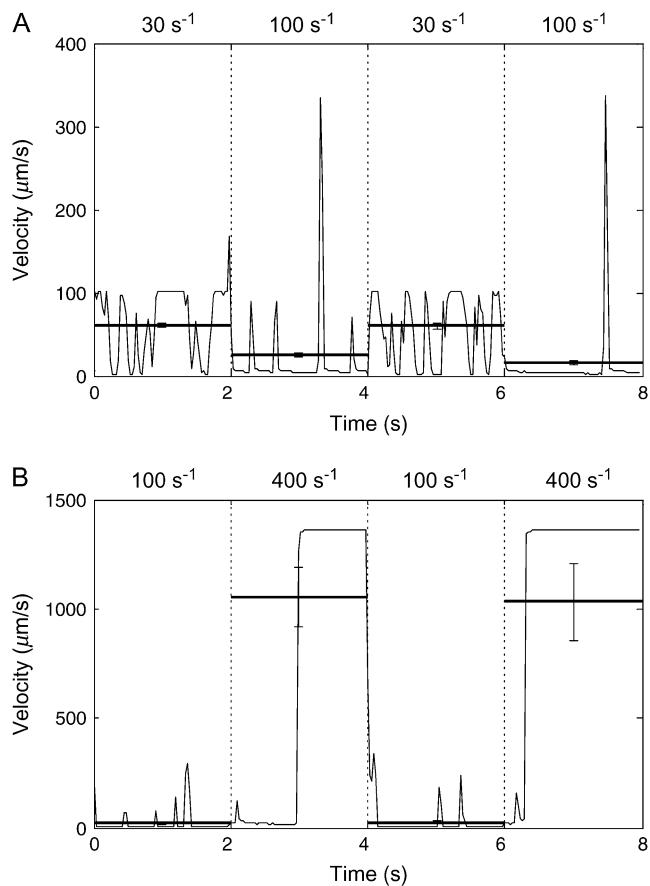 A
30 s⁻¹ 100 s⁻¹ 30 s⁻¹ 100 s⁻¹
400
300
200
100
0
Velocity (μm/s)
0 2 4 6 8
Time (s)
B
100 s⁻¹ 400 s⁻¹ 100 s⁻¹ 400 s⁻¹
1500
1000
500
0
Velocity (μm/s)
0 2 4 6 8
Time (s)